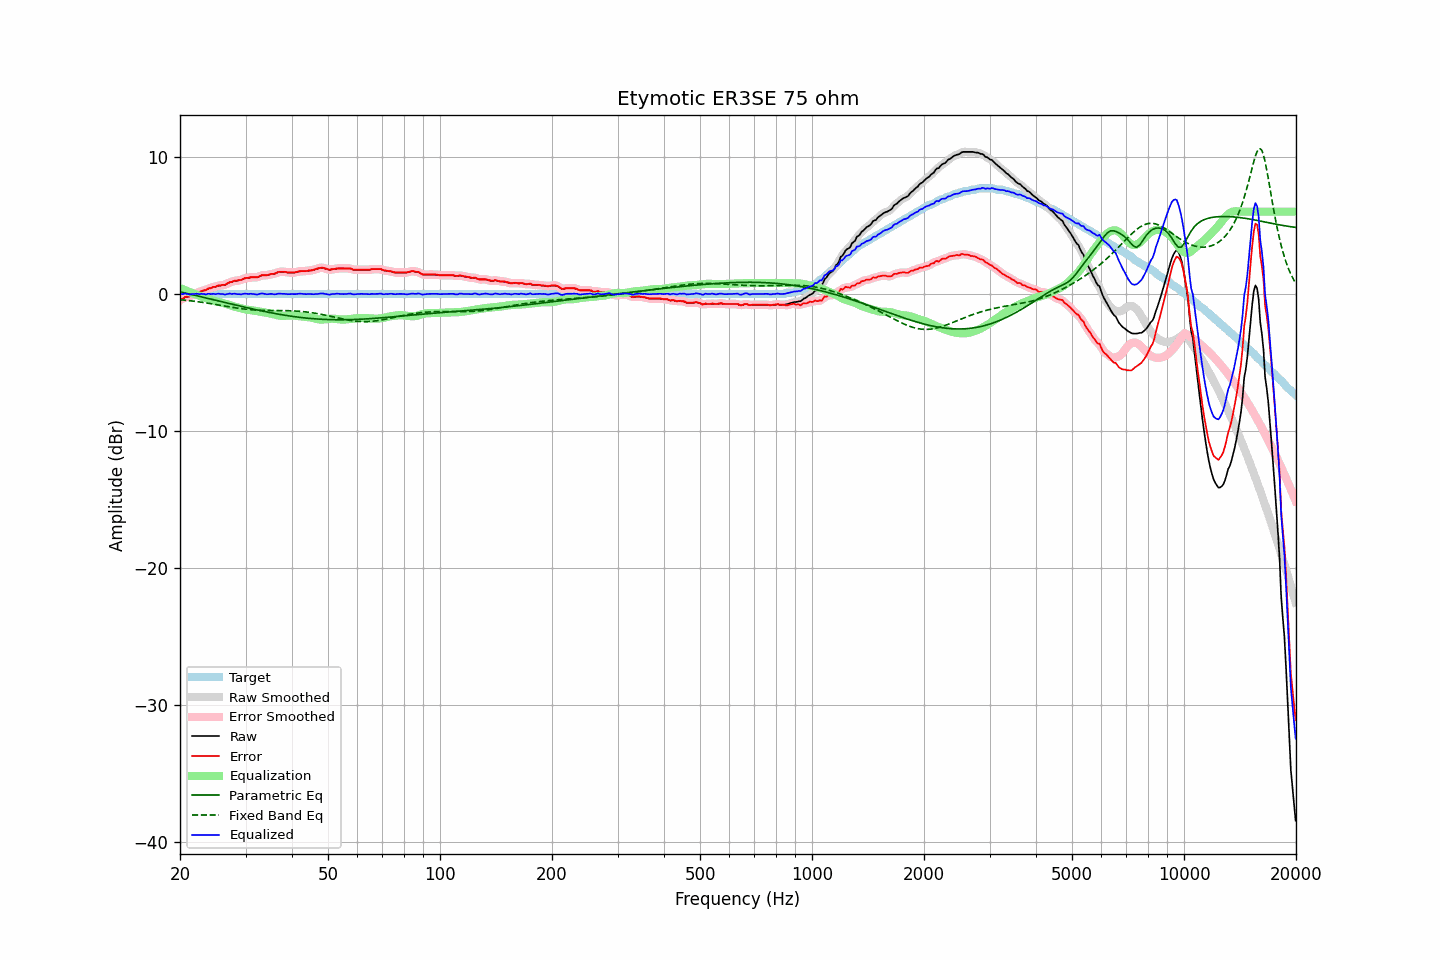 Etymotic ER3SE 75 ohm
10
0
−10
−20
−30
−40
Amplitude (dBr)
Target
Raw Smoothed
Error Smoothed
Raw
Error
Equalization
Parametric Eq
Fixed Band Eq
Equalized
20 50 100 200 500 1000 2000 5000 10000 20000
Frequency (Hz)